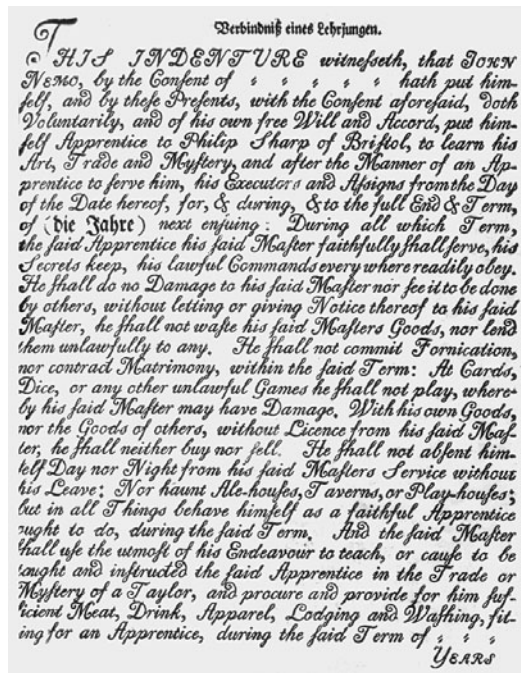 Verbindniß eines Lehrjungen.
THIS INDENTURE witneſseth, that JOHN
NEMO, by the Conſent of „ „ „ „ „ „ hath put him-
ſelf, and by theſe Preſents, with the Conſent aforeſaid, doth
Voluntarily, and of his own free Will and Accord, put him-
ſelf Apprentice to Philip Sharp of Briſtol, to learn his
Art, Trade and Myſtery, and after the Manner of an Ap-
prentice to ſerve him, his Executors and Aſsigns from the Day
of the Date hereof, for, & during, & to the full End & Term,
of (die Jahre) next enſuing: During all which Term,
the ſaid Apprentice his ſaid Maſter faithfully ſhall ſerve, his
Secrets keep, his lawful Commands every where readily obey.
He ſhall do no Damage to his ſaid Maſter nor ſee it to be done
by others, without letting or giving Notice thereof to his ſaid
Maſter, he ſhall not waſte his ſaid Maſters Goods, nor lend
them unlawfully to any. He ſhall not commit Fornication,
nor contract Matrimony, within the ſaid Term: At Cards,
Dice, or any other unlawful Games he ſhall not play, where-
by his ſaid Maſter may have Damage. With his own Goods,
nor the Goods of others, without Licence from his ſaid Maſ-
ter, he ſhall neither buy nor ſell. He ſhall not abſent him-
ſelf Day nor Night from his ſaid Maſters Service without
his Leave: Nor haunt Ale-houſes, Taverns, or Play-houſes;
but in all Things behave himſelf as a faithful Apprentice
ought to do, during the ſaid Term. And the ſaid Maſter
ſhall uſe the utmoſt of his Endeavour to teach, or cauſe to be
tought and inſtructed the ſaid Apprentice in the Trade or
Myſtery of a Taylor, and procure and provide for him ſuf-
ficient Meat, Drink, Apparel, Lodging and Waſhing, fit-
ting for an Apprentice, during the ſaid Term of „ „ „
YEARS